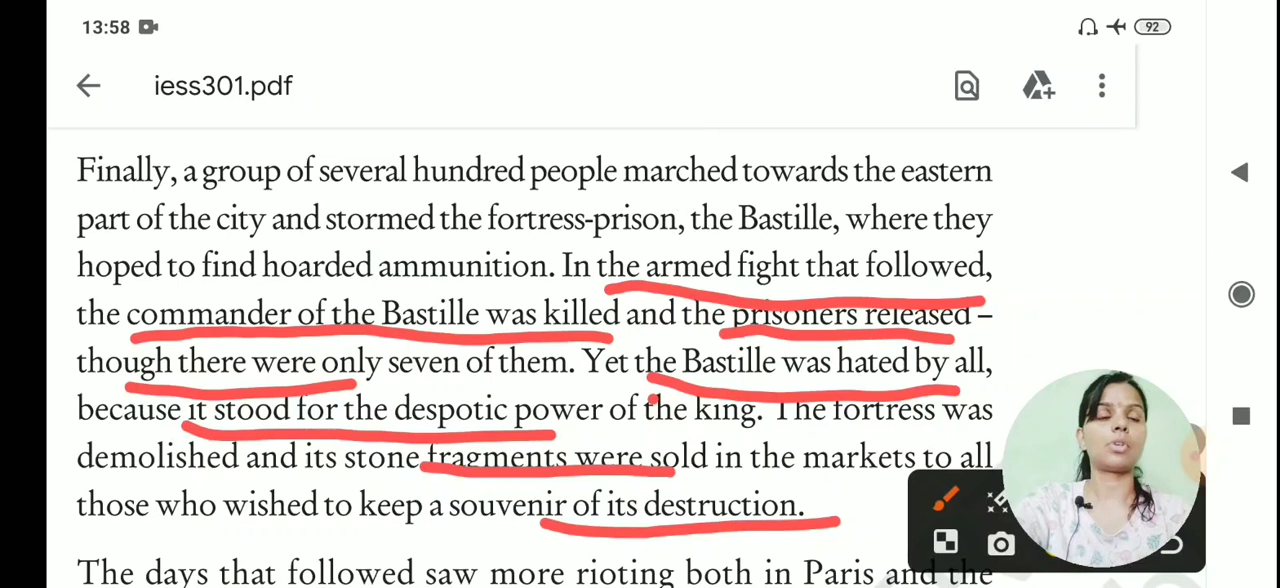 13:58
92
iess301.pdf
Finally, a group of several hundred people marched towards the eastern
part of the city and stormed the fortress-prison, the Bastille, where they
hoped to find hoarded ammunition. In the armed fight that followed,
the commander of the Bastille was killed and the prisoners released –
though there were only seven of them. Yet the Bastille was hated by all,
because it stood for the despotic power of the king. The fortress was
demolished and its stone fragments were sold in the markets to all
those who wished to keep a souvenir of its destruction.
The days that followed saw more rioting both in Paris and the